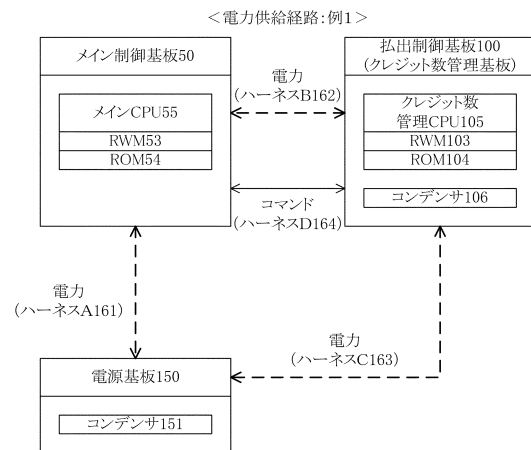 ＜電力供給経路:例1＞
メイン制御基板50
メインCPU55
RWM53
ROM54
電力
(ハーネスB162)
コマンド
(ハーネスD164)
払出制御基板100
(クレジット数管理基板)
クレジット数
管理CPU105
RWM103
ROM104
コンデンサ106
電力
(ハーネスA161)
電力
(ハーネスC163)
電源基板150
コンデンサ151